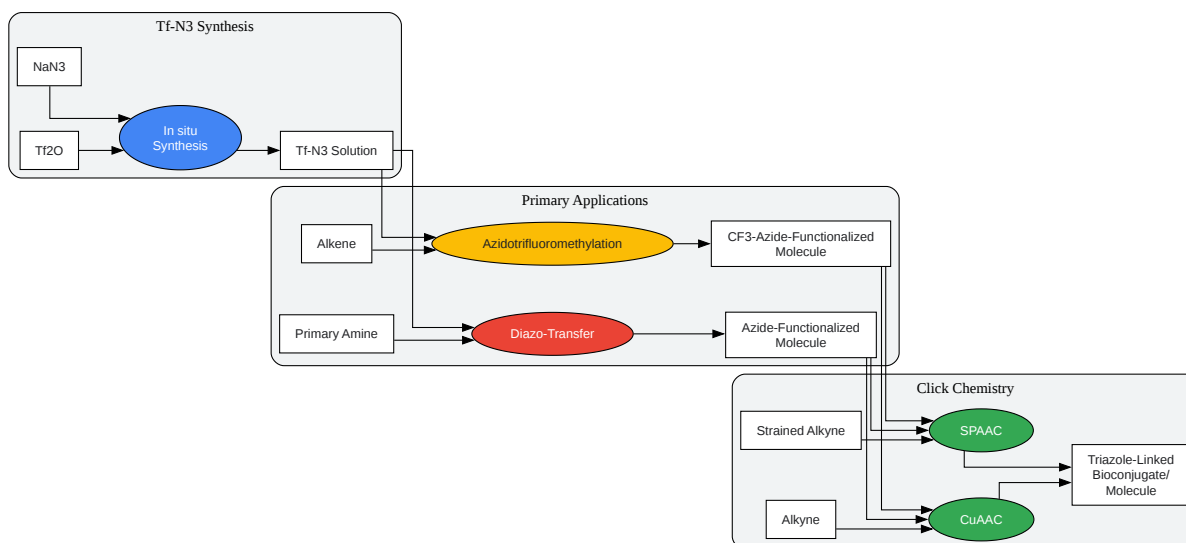 Tf-N3 Synthesis
NaN3
In situ
Synthesis
Tf2O
Tf-N3 Solution
Primary Applications
Alkene
Azidotrifluoromethylation
CF3-Azide-Functionalized
Molecule
Primary Amine
Diazo-Transfer
Azide-Functionalized
Molecule
Click Chemistry
Strained Alkyne
SPAAC
Triazole-Linked
Bioconjugate/
Molecule
Alkyne
CuAAC